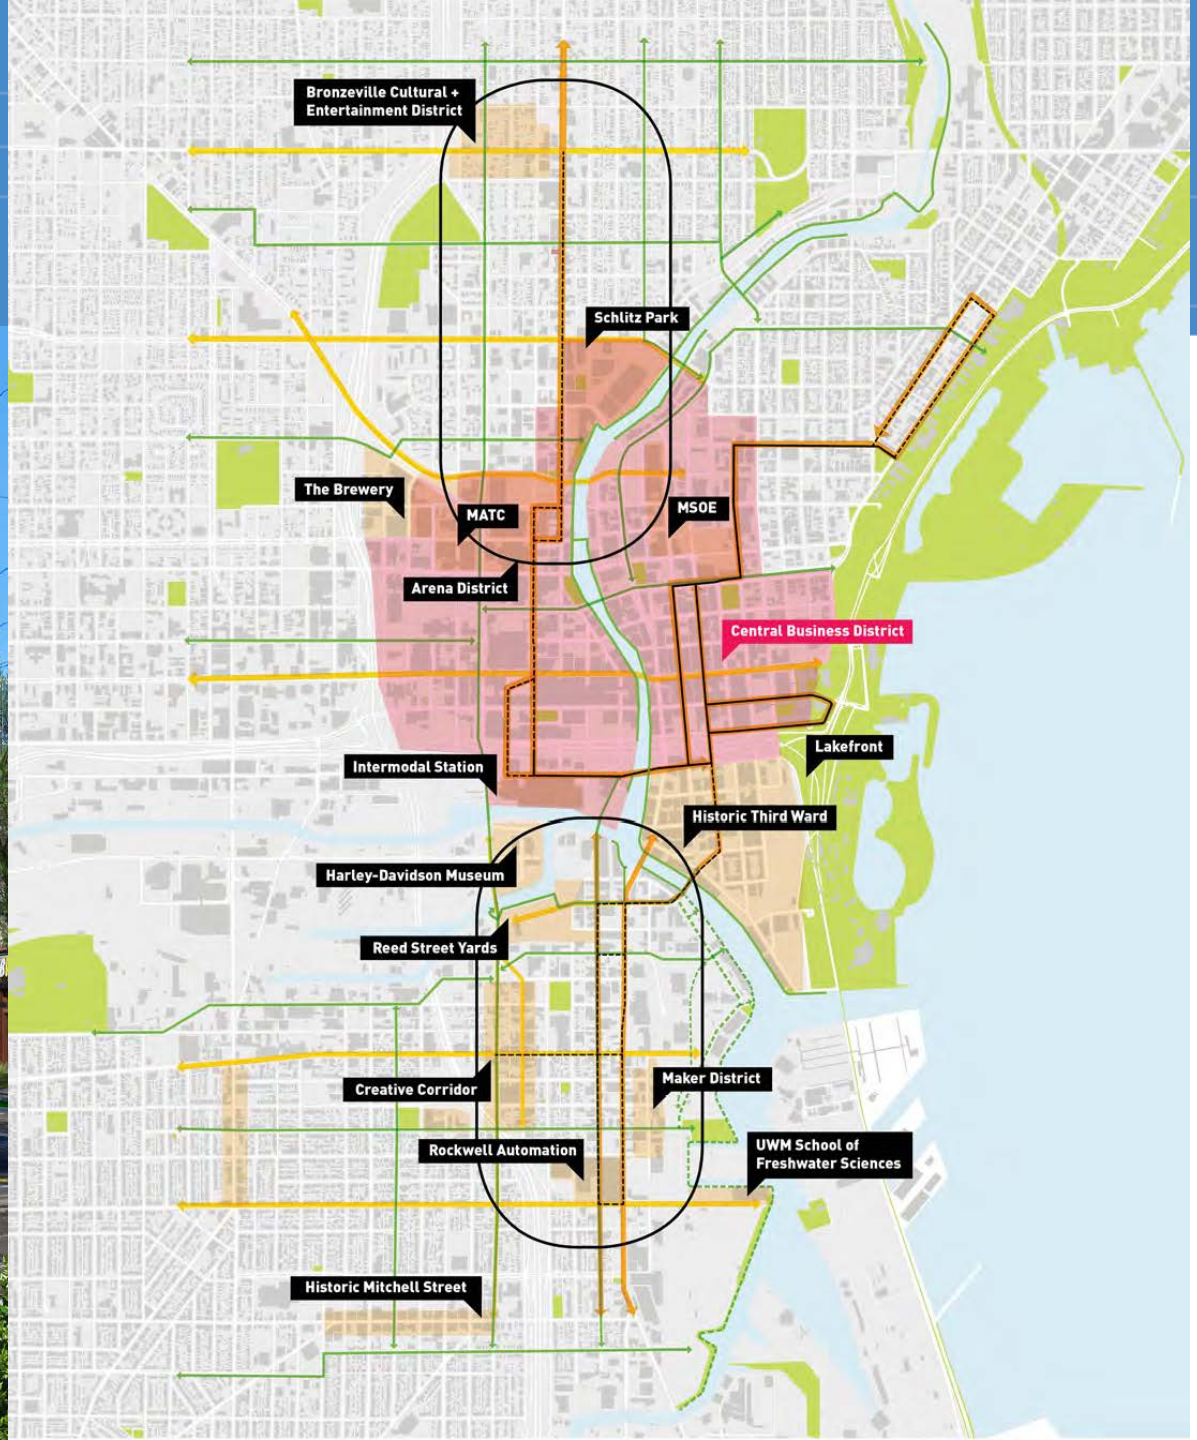 Bronzeville Cultural +
Entertainment District
Schlitz Park
The Brewery
MATC
MSOE
Arena District
Central Business District
Lakefront
Intermodal Station
Historic Third Ward
Harley-Davidson Museum
Reed Street Yards
Maker District
Creative Corridor
Rockwell Automation
UWM School of
Freshwater Sciences
Historic Mitchell Street